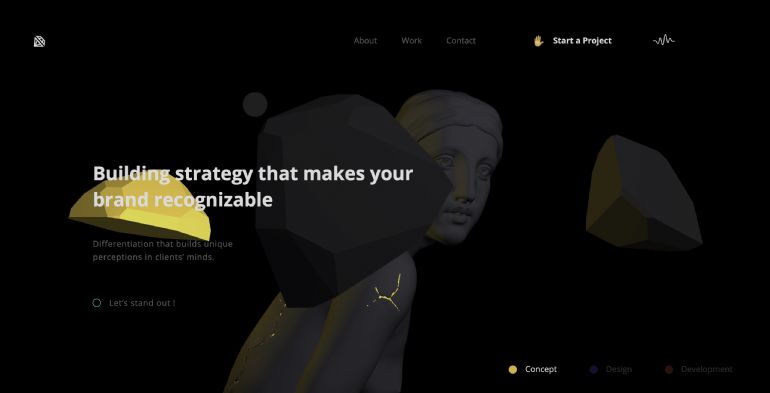 About
Work
Contact
Start a Project
Building strategy that makes your
brand recognizable
Differentiation that builds unique
perceptions in clients' minds.
Let's stand out !
Concept
Design
Development